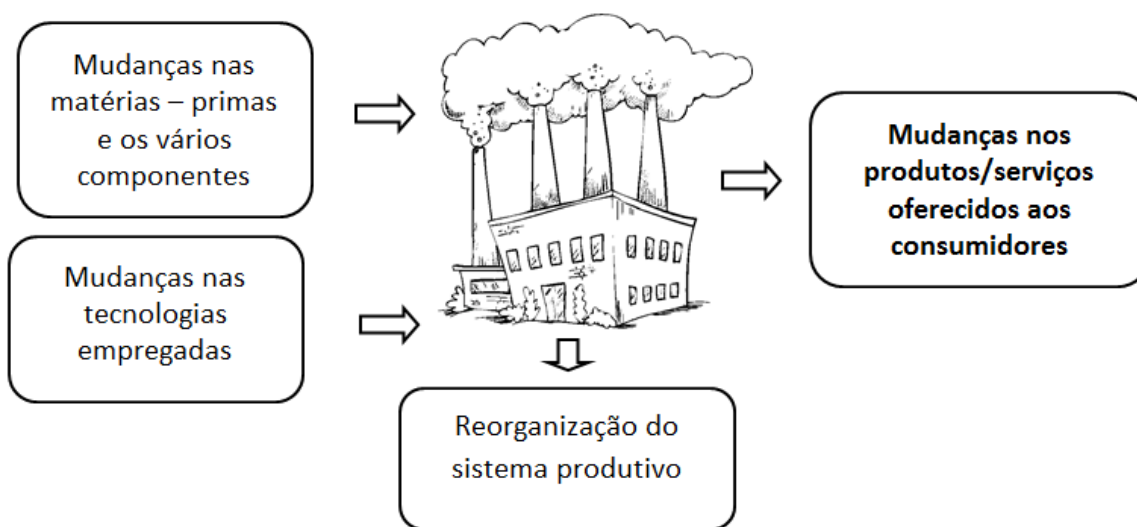 Mudanças nas
matérias – primas
e os vários
componentes
Mudanças nas
tecnologias
empregadas
Mudanças nos
produtos/serviços
oferecidos aos
consumidores
Reorganização do
sistema produtivo